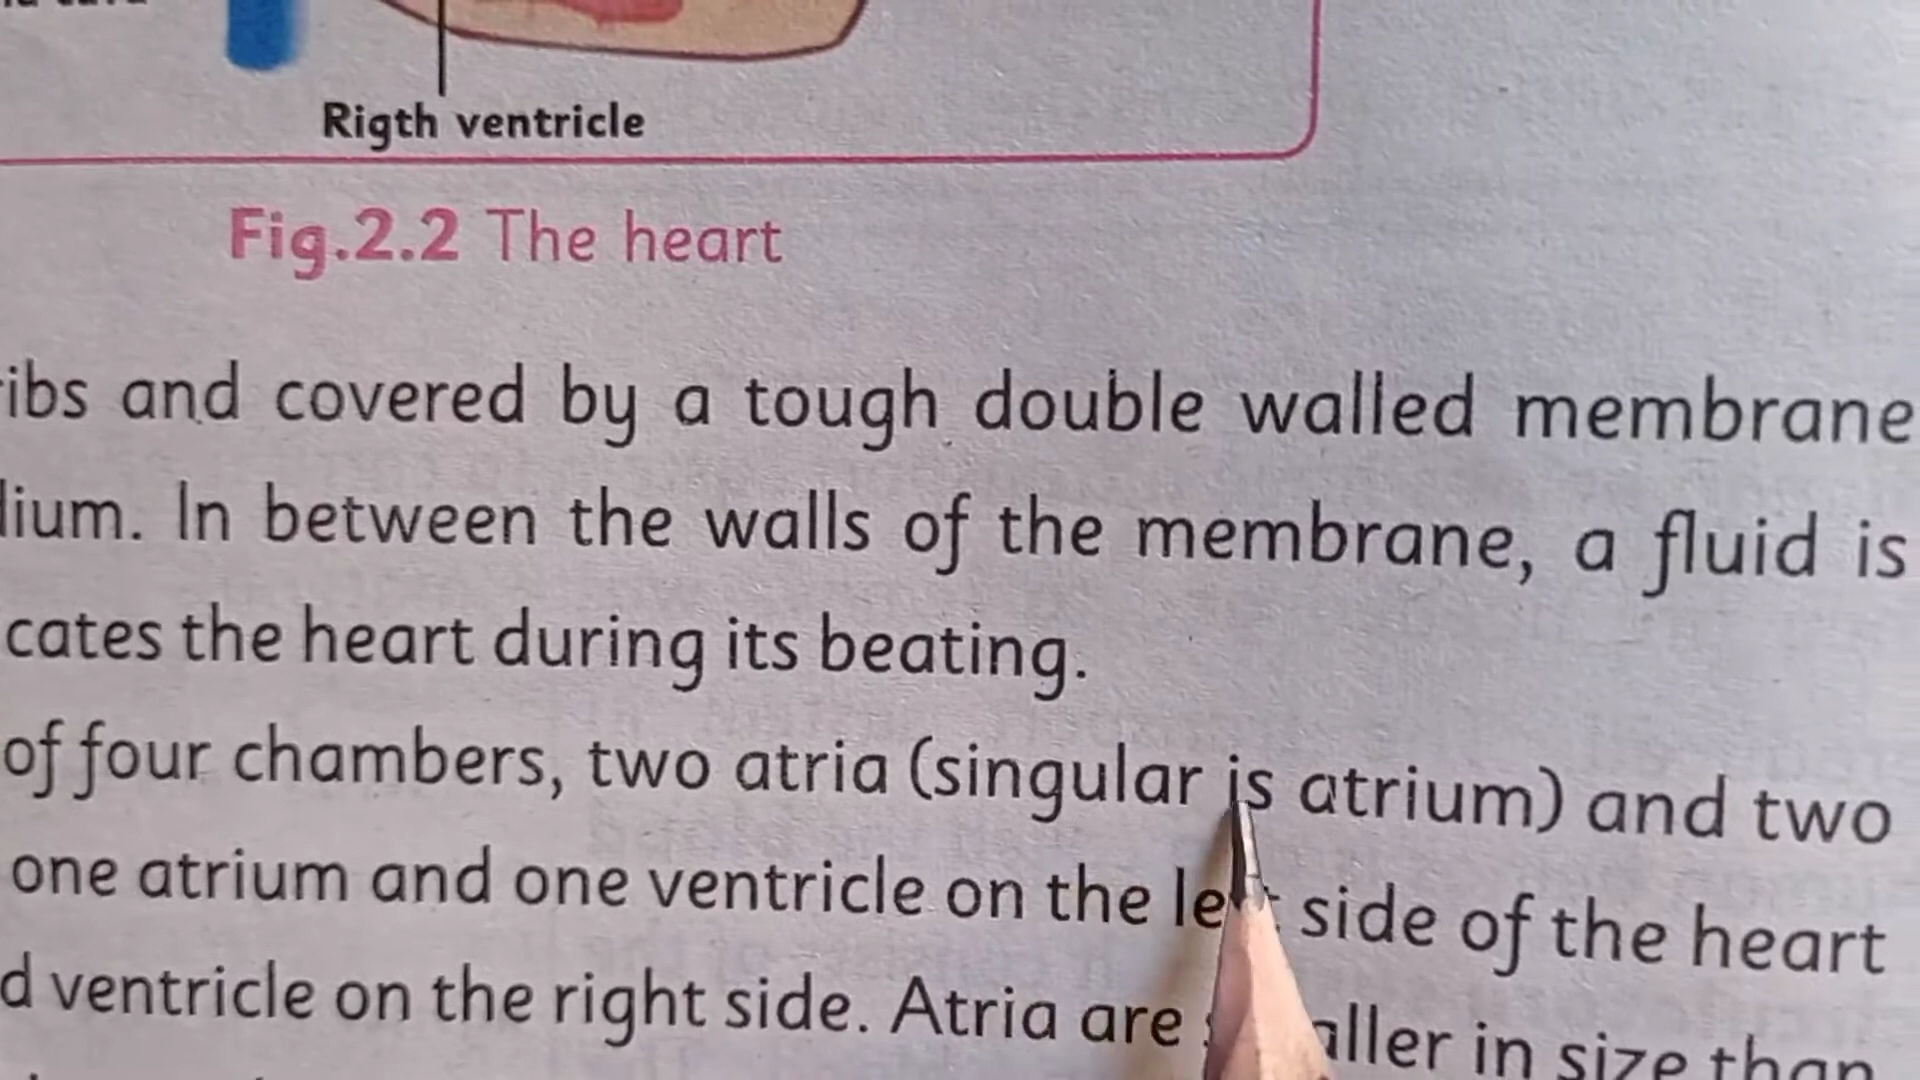 Rigth ventricle
Fig.2.2 The heart
ibs and covered by a tough double walled membrane
lium. In between the walls of the membrane, a fluid is
cates the heart during its beating.
of four chambers, two atria (singular is atrium) and two
one atrium and one ventricle on the left side of the heart
d ventricle on the right side. Atria are smaller in size than